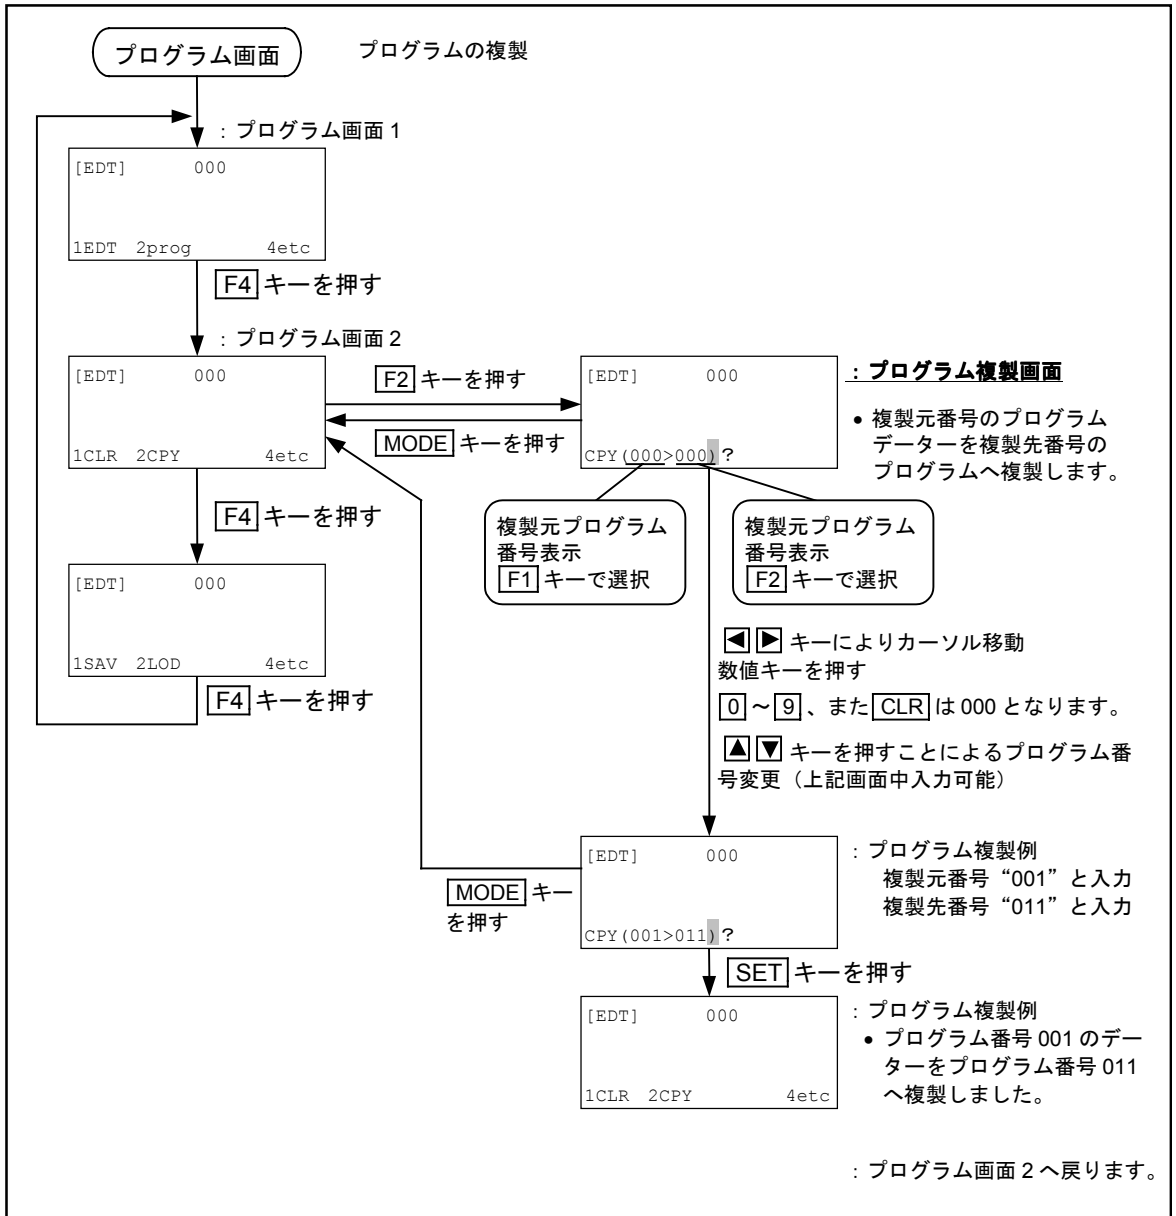 プログラム画面
プログラムの複製
: プログラム画面 1
[EDT] 000
1EDT 2prog 4etc
F4 キーを押す
: プログラム画面 2
[EDT] 000
1CLR 2CPY 4etc
F2 キーを押す
MODE キーを押す
[EDT] 000
CPY(000>000)?
: プログラム複製画面
• 複製元番号のプログラム
データーを複製先番号の
プログラムへ複製します。
F4 キーを押す
複製元プログラム
番号表示
F1 キーで選択
複製元プログラム
番号表示
F2 キーで選択
[EDT] 000
1SAV 2LOD 4etc
F4 キーを押す
◀ ▶ キーによりカーソル移動
数値キーを押す
0 ~ 9 、また CLR は 000 となります。
▲ ▼ キーを押すことによるプログラム番
号変更（上記画面中入力可能）
MODE キー
を押す
[EDT] 000
CPY(001>011)?
: プログラム複製例
複製元番号“001”と入力
複製先番号“011”と入力
SET キーを押す
[EDT] 000
1CLR 2CPY 4etc
: プログラム複製例
• プログラム番号 001 のデー
ターをプログラム番号 011
へ複製しました。
: プログラム画面 2 へ戻ります。